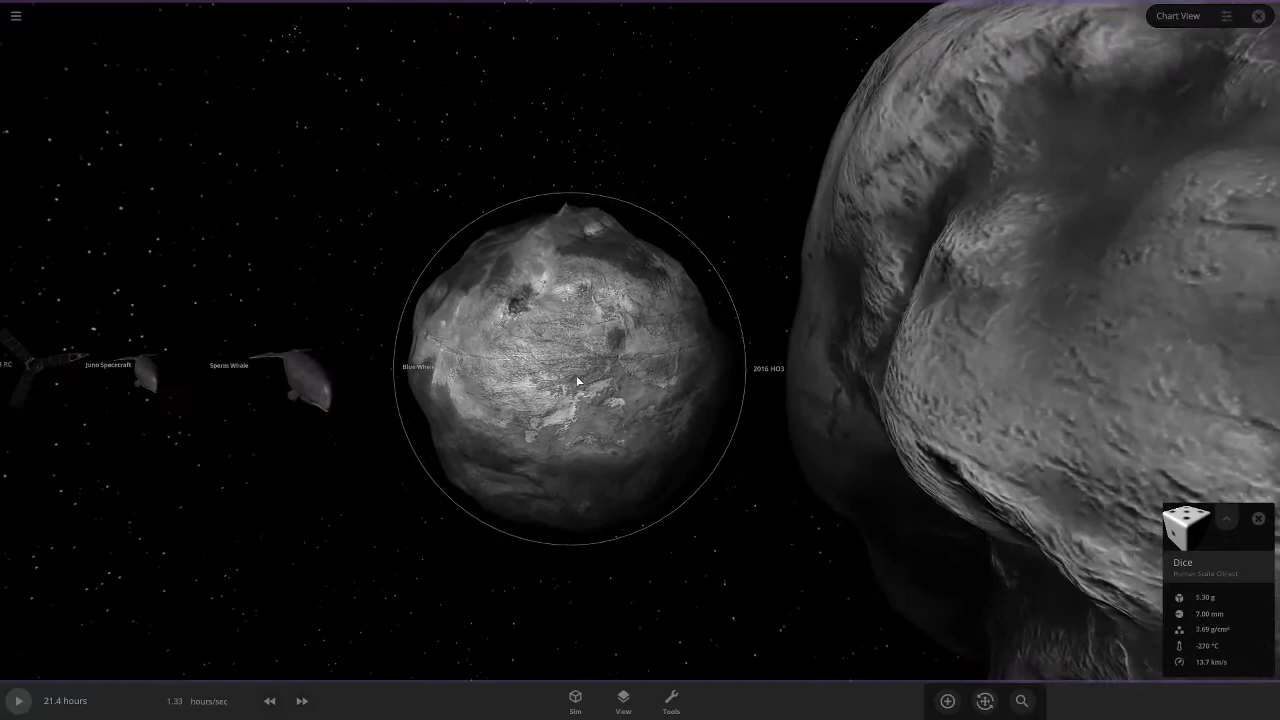 Chart View
RC
Juno Spacecraft
Sperm Whale
Blue Whale
2016 HO3
Dice
Human Scale Object
5.30 g
7.00 mm
3.69 g/cm³
-270 °C
13.7 km/s
21.4 hours
1.33 hours/sec
Sim
View
Tools